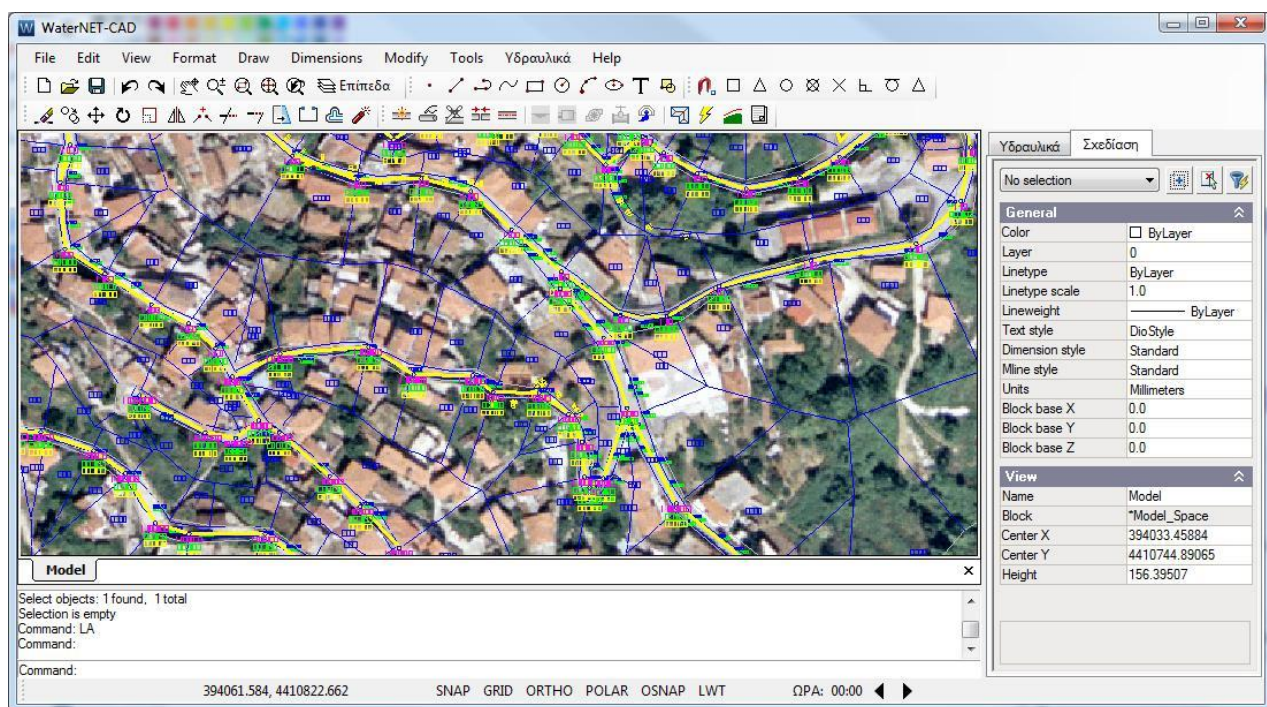 WaterNET-CAD
File Edit View Format Draw Dimensions Modify Tools Υδραυλικά Help
Επίπεδα
Υδραυλικά Σχεδίαση
No selection
General
Color ByLayer
Layer 0
Linetype ByLayer
Linetype scale 1.0
Lineweight ByLayer
Text style DioStyle
Dimension style Standard
Mline style Standard
Units Millimeters
Block base X 0.0
Block base Y 0.0
Block base Z 0.0
View
Name Model
Block *Model_Space
Center X 394033.45884
Center Y 4410744.89065
Height 156.39507
Model
Select objects: 1 found, 1 total
Selection is empty
Command: LA
Command:
Command:
394061.584, 4410822.662 SNAP GRID ORTHO POLAR OSNAP LWT ΩΡΑ: 00:00